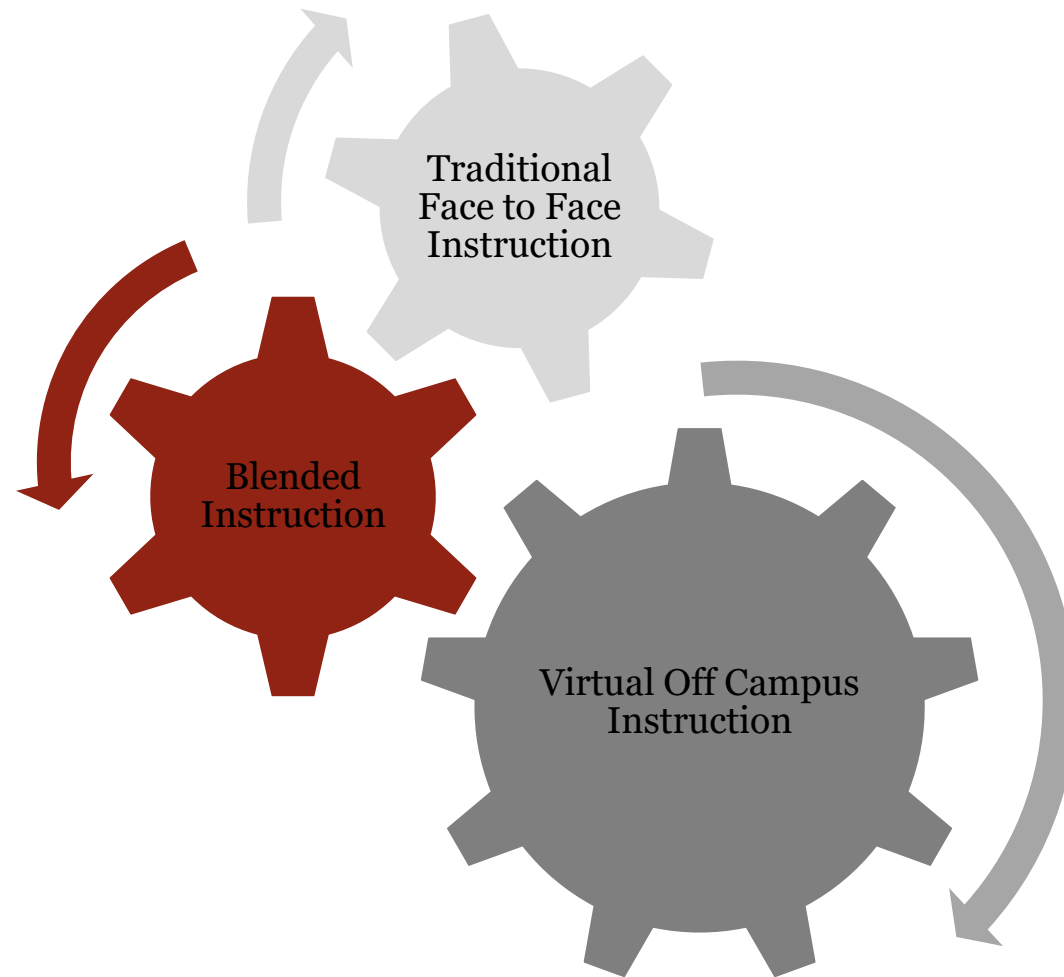 Traditional
Face to Face
Instruction
Blended
Instruction
Virtual Off Campus
Instruction